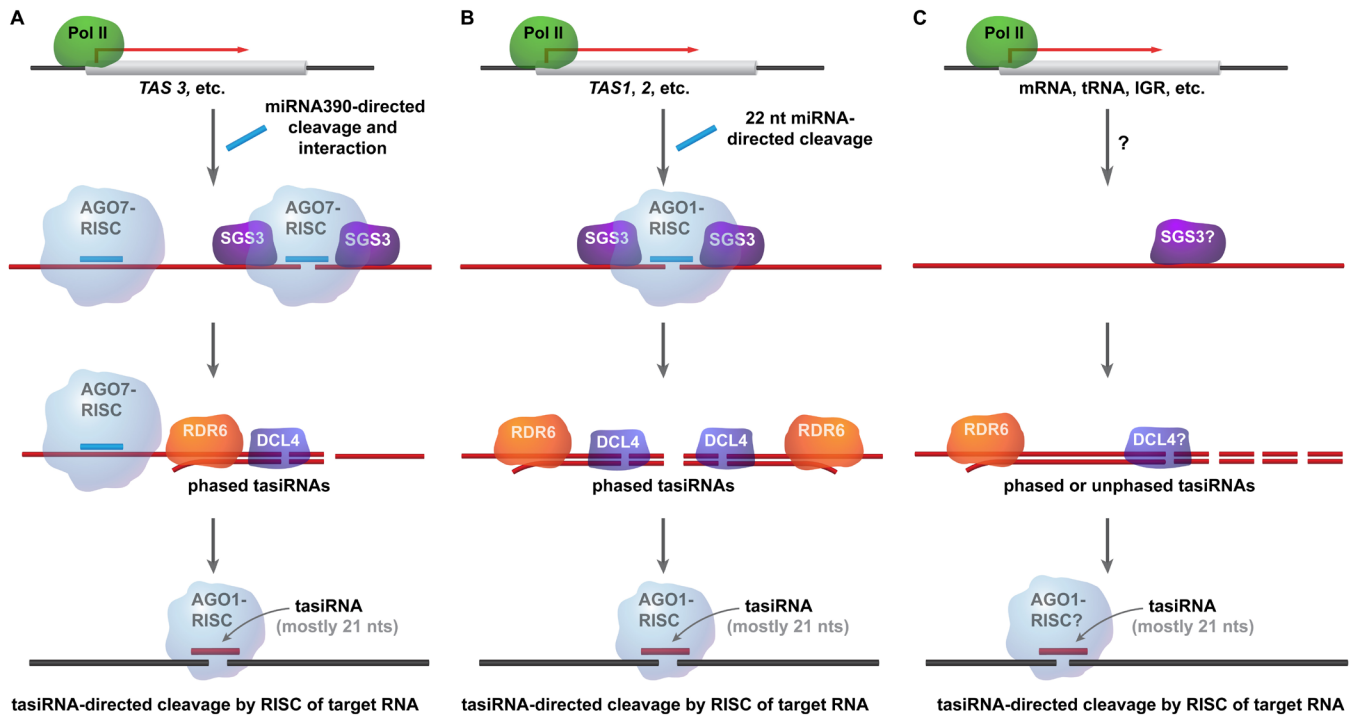 A
Pol II
TAS 3, etc.
miRNA390-directed
cleavage and
interaction
AGO7-
RISC
SGS3
AGO7-
RISC
SGS3
AGO7-
RISC
RDR6
DCL4
phased tasiRNAs
AGO1-
RISC
tasiRNA
(mostly 21 nts)
tasiRNA-directed cleavage by RISC of target RNA
B
Pol II
TAS1, 2, etc.
22 nt miRNA-
directed cleavage
SGS3
AGO1-
RISC
SGS3
RDR6
DCL4
DCL4
RDR6
phased tasiRNAs
AGO1-
RISC
tasiRNA
(mostly 21 nts)
tasiRNA-directed cleavage by RISC of target RNA
C
Pol II
mRNA, tRNA, IGR, etc.
?
SGS3?
RDR6
DCL4?
phased or unphased tasiRNAs
AGO1-
RISC?
tasiRNA
(mostly 21 nts)
tasiRNA-directed cleavage by RISC of target RNA